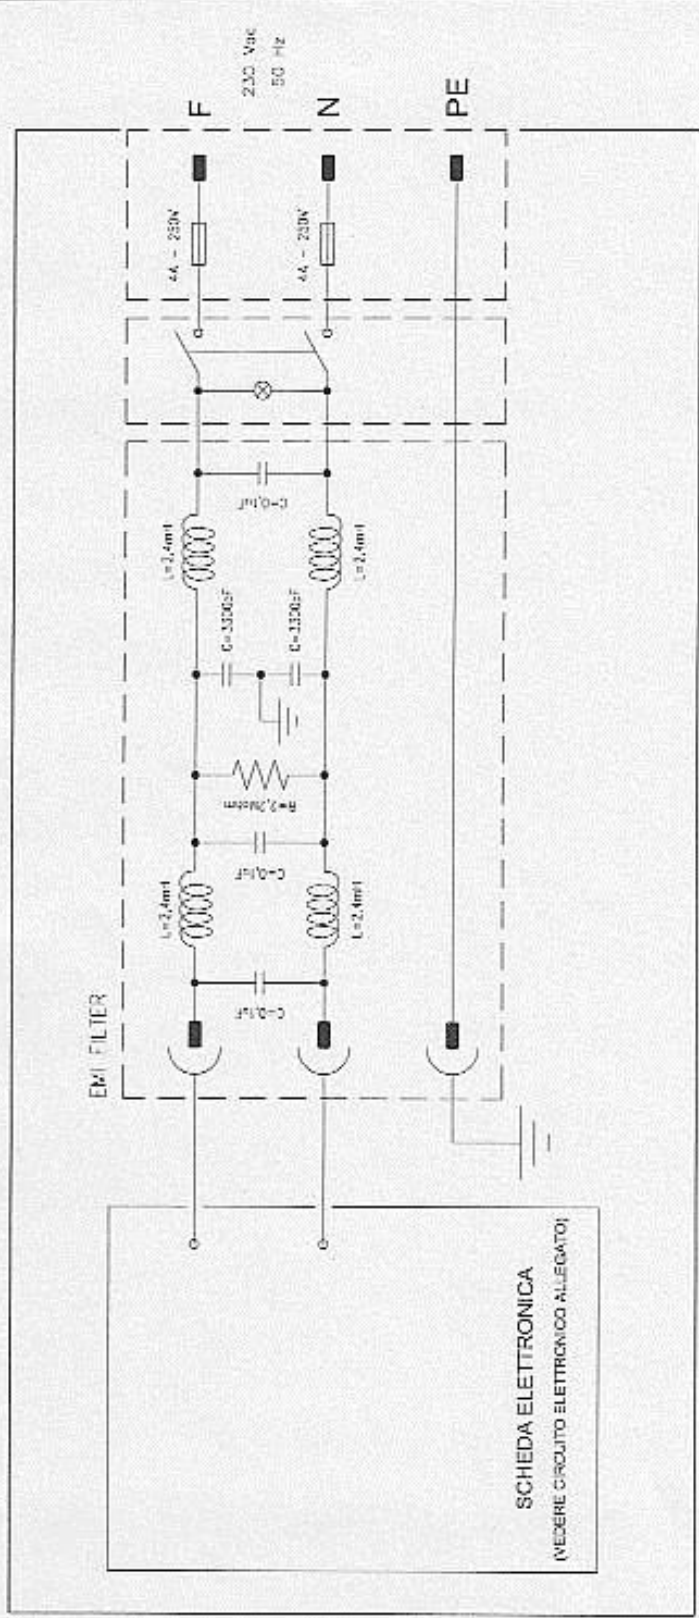 F
230 Vac
50 Hz
N
PE
4A - 250V
4A - 250V
C=0,1uF
L=2,4mH
L=2,4mH
C=3300pF
C=3300pF
R=2,2Mohm
C=0,1uF
L=2,4mH
L=2,4mH
C=0,1uF
EMI FILTER
SCHEDA ELETTRONICA
(VEDERE CIRCUITO ELETTRONICO ALLEGATO)